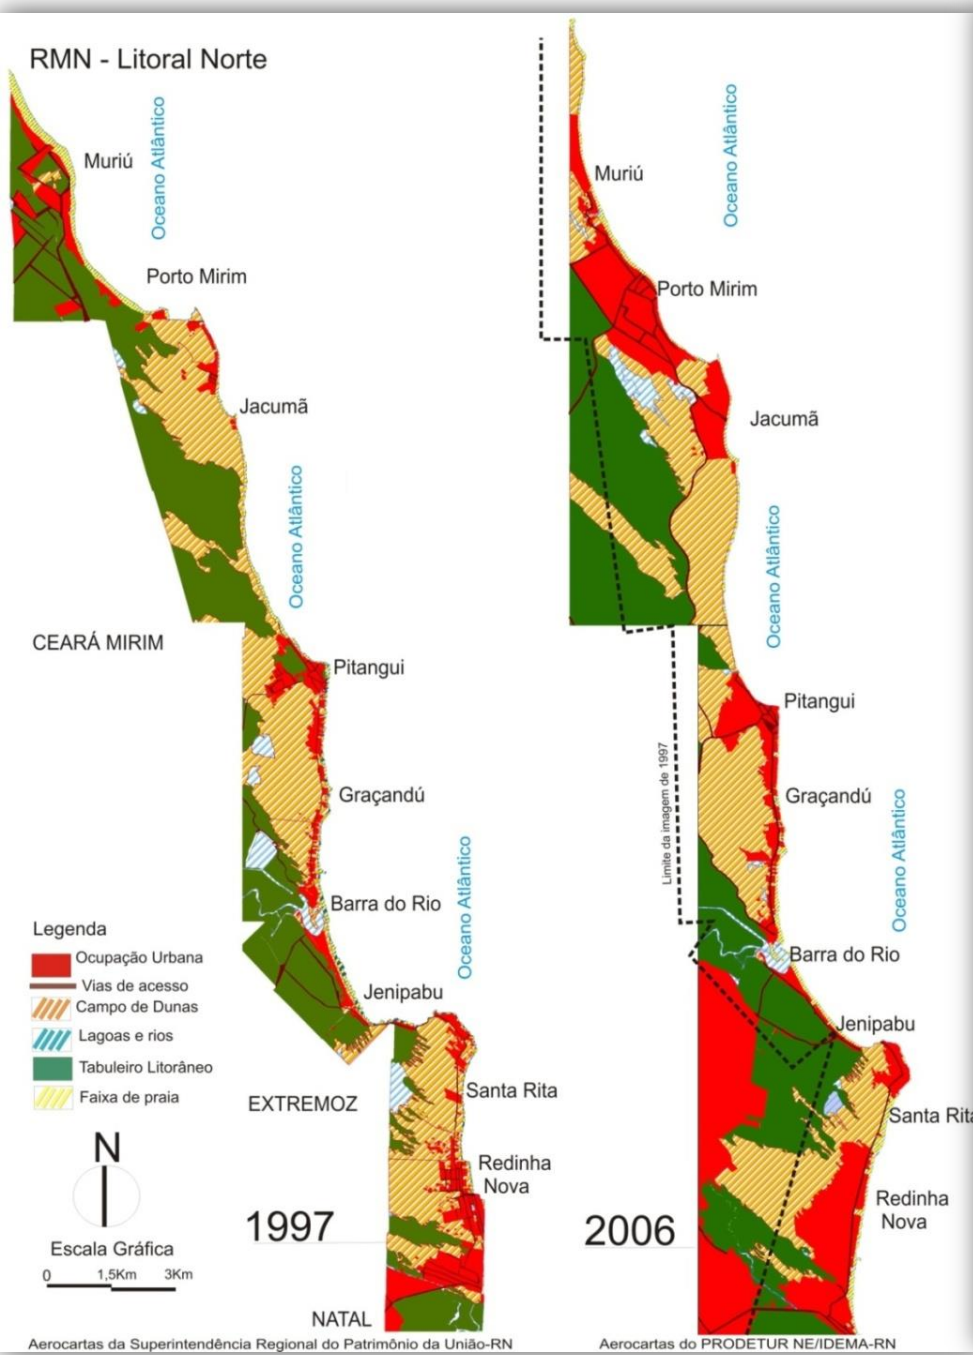 RMN - Litoral Norte
Oceano Atlântico
Muriú
Porto Mirim
Jacumã
Oceano Atlântico
CEARÁ MIRIM
Pitangui
Graçandú
Oceano Atlântico
Barra do Rio
Jenipabu
EXTREMOZ
Santa Rita
Redinha
Nova
1997
NATAL
Legenda
Ocupação Urbana
Vias de acesso
Campo de Dunas
Lagoas e rios
Tabuleiro Litorâneo
Faixa de praia
N
Escala Gráfica
0 1,5Km 3Km
Aerocartas da Superintendência Regional do Patrimônio da União-RN
Oceano Atlântico
Muriú
Porto Mirim
Jacumã
Oceano Atlântico
Pitangui
Limite da imagem de 1997
Graçandú
Oceano Atlântico
Barra do Rio
Jenipabu
Santa Rita
Redinha
Nova
2006
Aerocartas do PRODETUR NE/IDEMA-RN